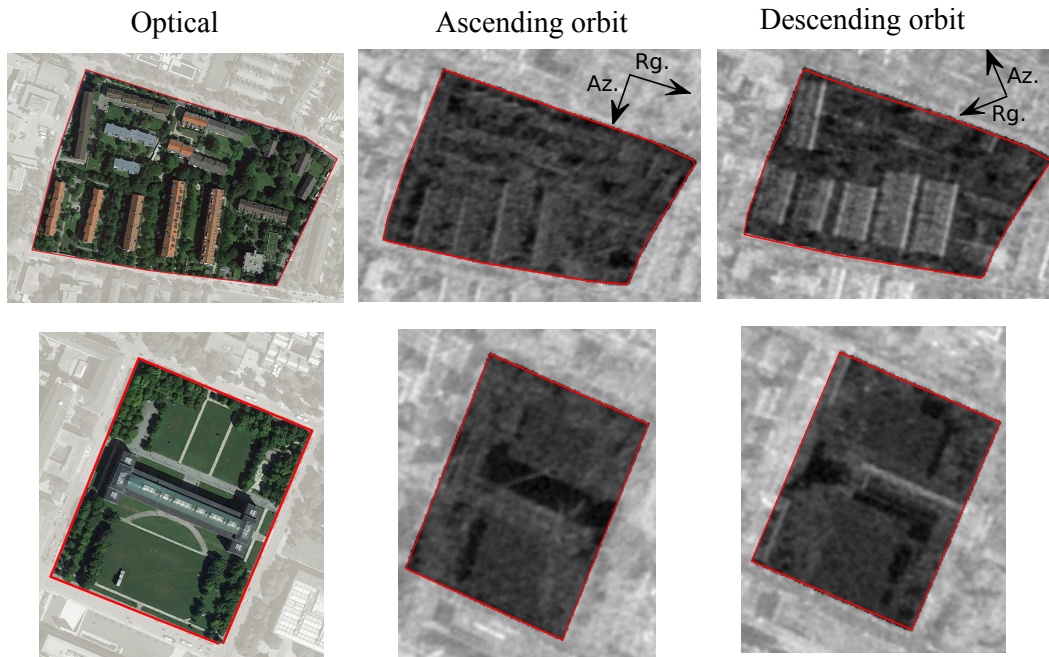 Optical
Ascending orbit
Descending orbit
Rg.
Az.
Az.
Rg.